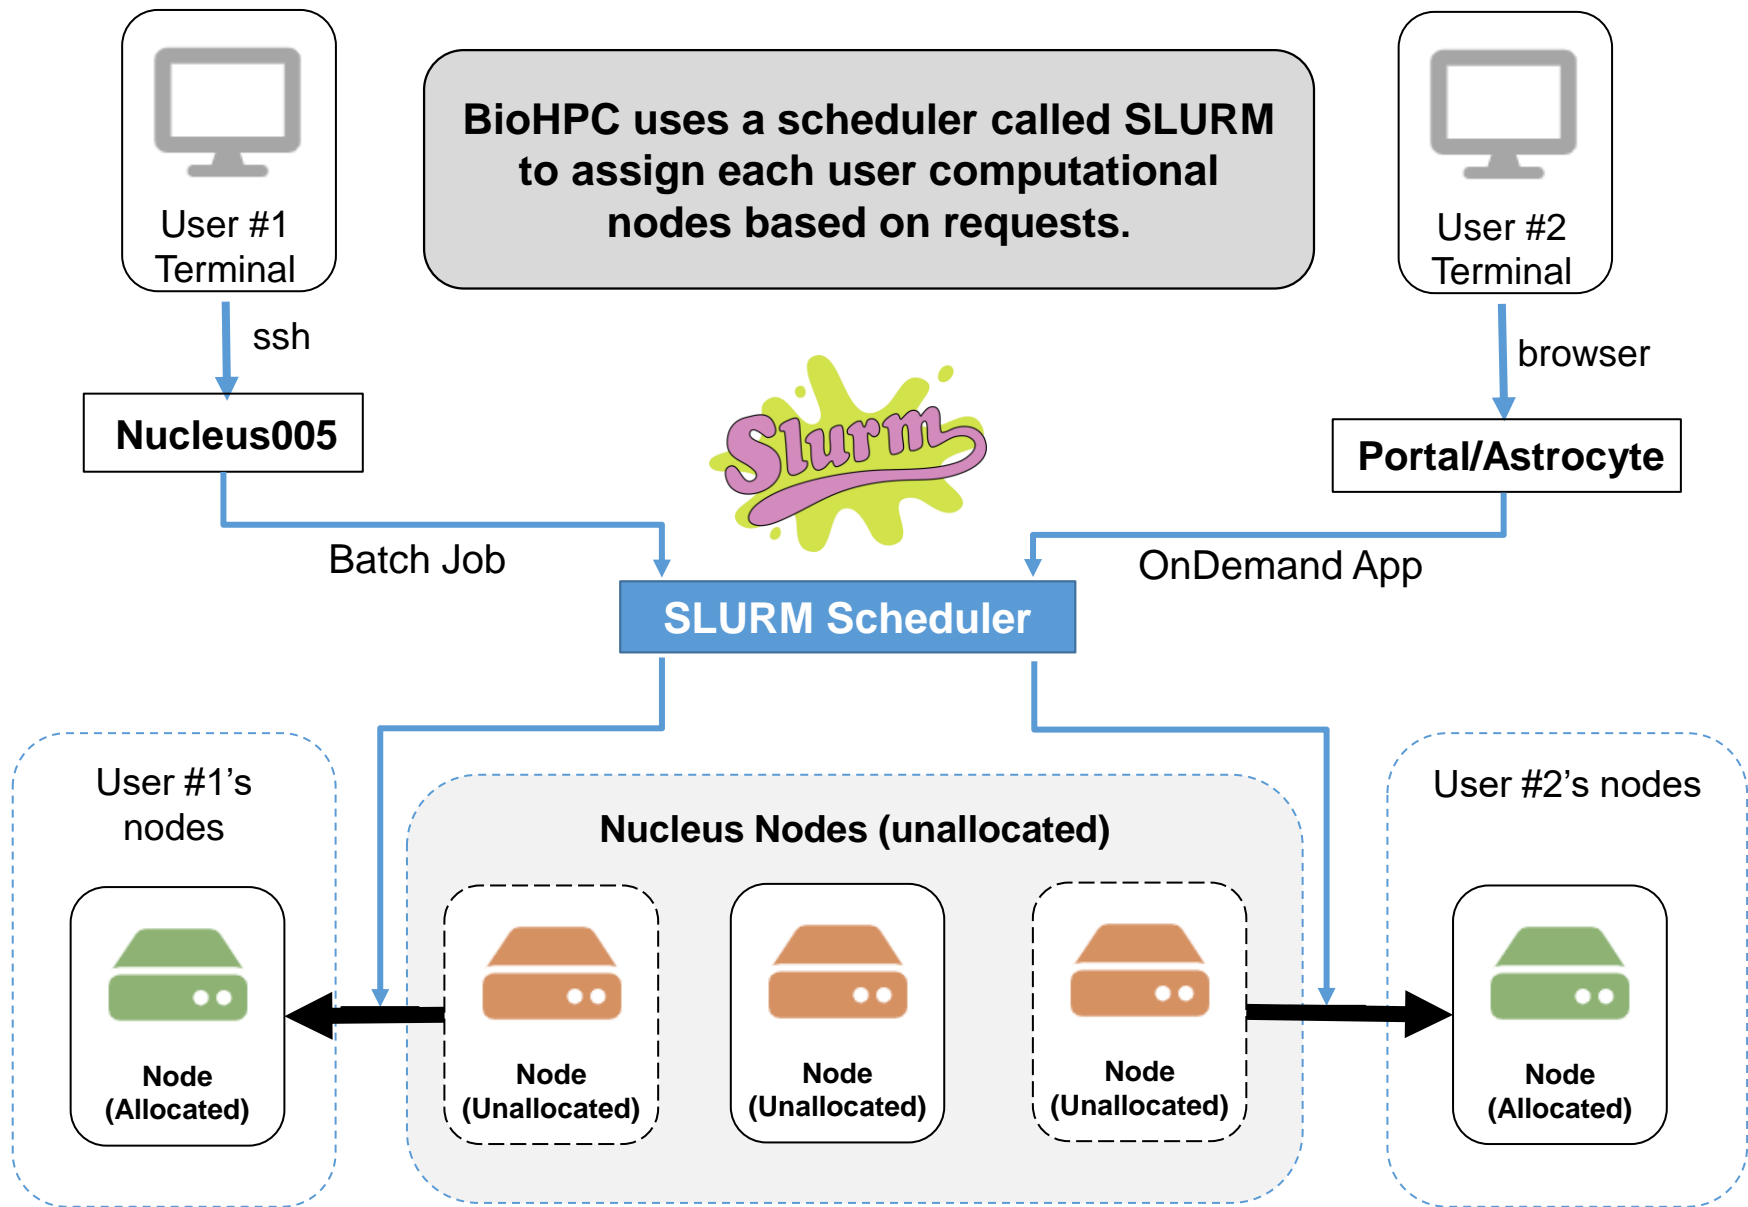 User #1
Terminal
BioHPC uses a scheduler called SLURM
to assign each user computational
nodes based on requests.
User #2
Terminal
ssh
browser
Nucleus005
Slurm
Portal/Astrocyte
Batch Job
OnDemand App
SLURM Scheduler
User #1’s
nodes
Nucleus Nodes (unallocated)
User #2’s nodes
Node
(Allocated)
Node
(Unallocated)
Node
(Unallocated)
Node
(Unallocated)
Node
(Allocated)